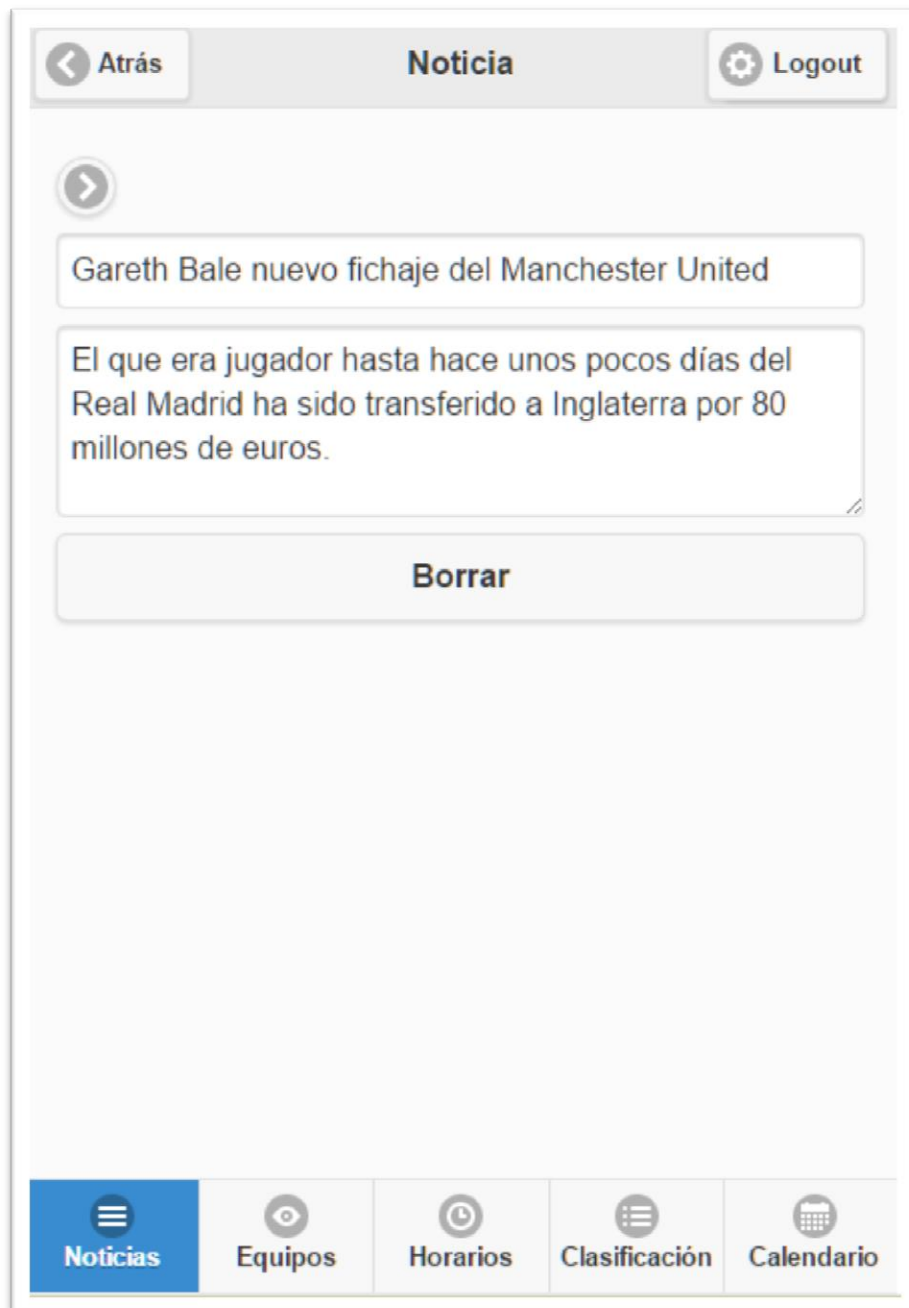 Atrás
Noticia
Logout
Gareth Bale nuevo fichaje del Manchester United
El que era jugador hasta hace unos pocos días del
Real Madrid ha sido transferido a Inglaterra por 80
millones de euros.
Borrar
Noticias
Equipos
Horarios
Clasificación
Calendario